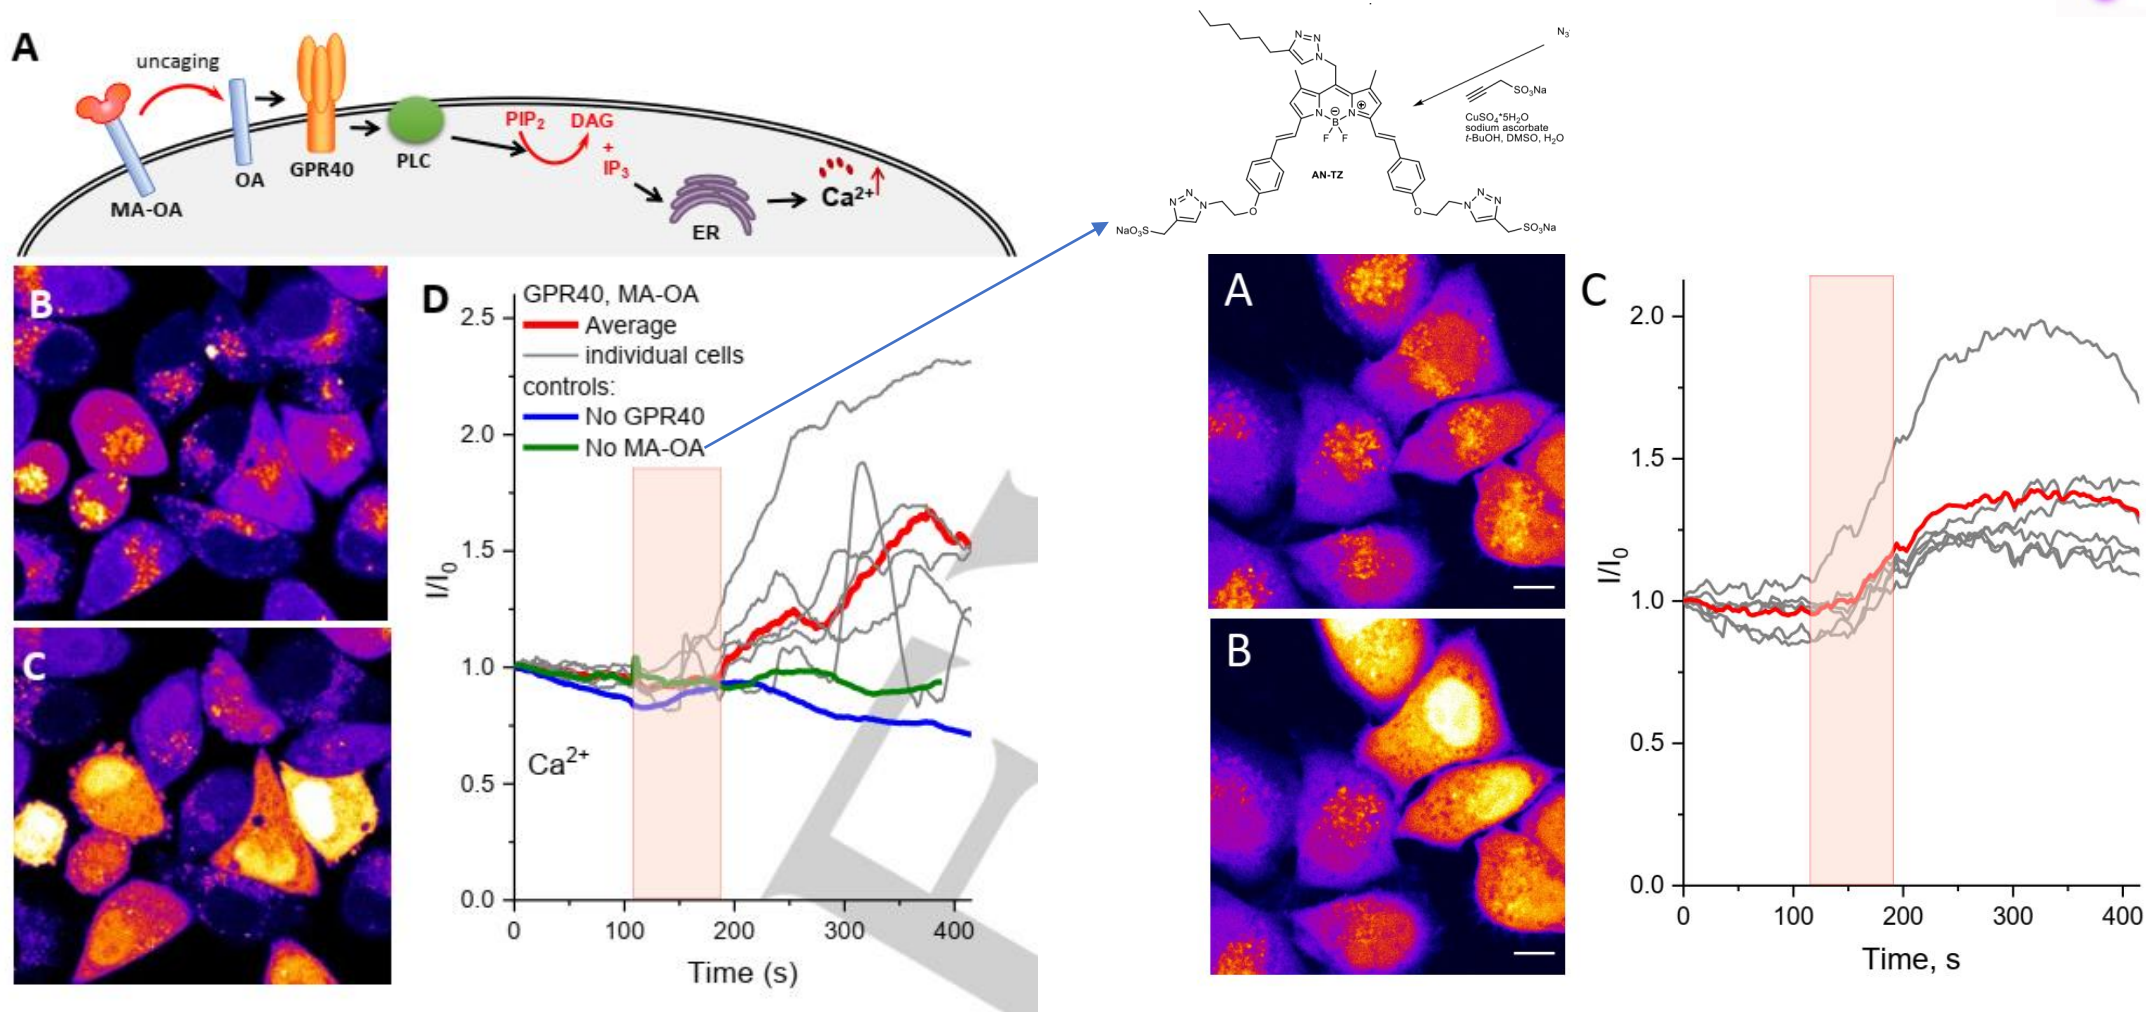 A
uncaging
MA-OA
OA
GPR40
PLC
PIP₂
DAG
+
IP₃
ER
Ca²⁺
B
C
D
GPR40, MA-OA
Average
individual cells
controls:
No GPR40
No MA-OA
2.5
2.0
1.5
1.0
0.5
0.0
I/I₀
Ca²⁺
0 100 200 300 400
Time (s)
N N
N
N
⊖
B
N
⊕
F F
O
O
N N
N
N N
N
NaO₃S
SO₃Na
AN-TZ
N₃
SO₃Na
CuSO₄*5H₂O
sodium ascorbate
t-BuOH, DMSO, H₂O
A
B
C
2.0
1.5
1.0
0.5
0.0
I/I₀
0 100 200 300 400
Time, s